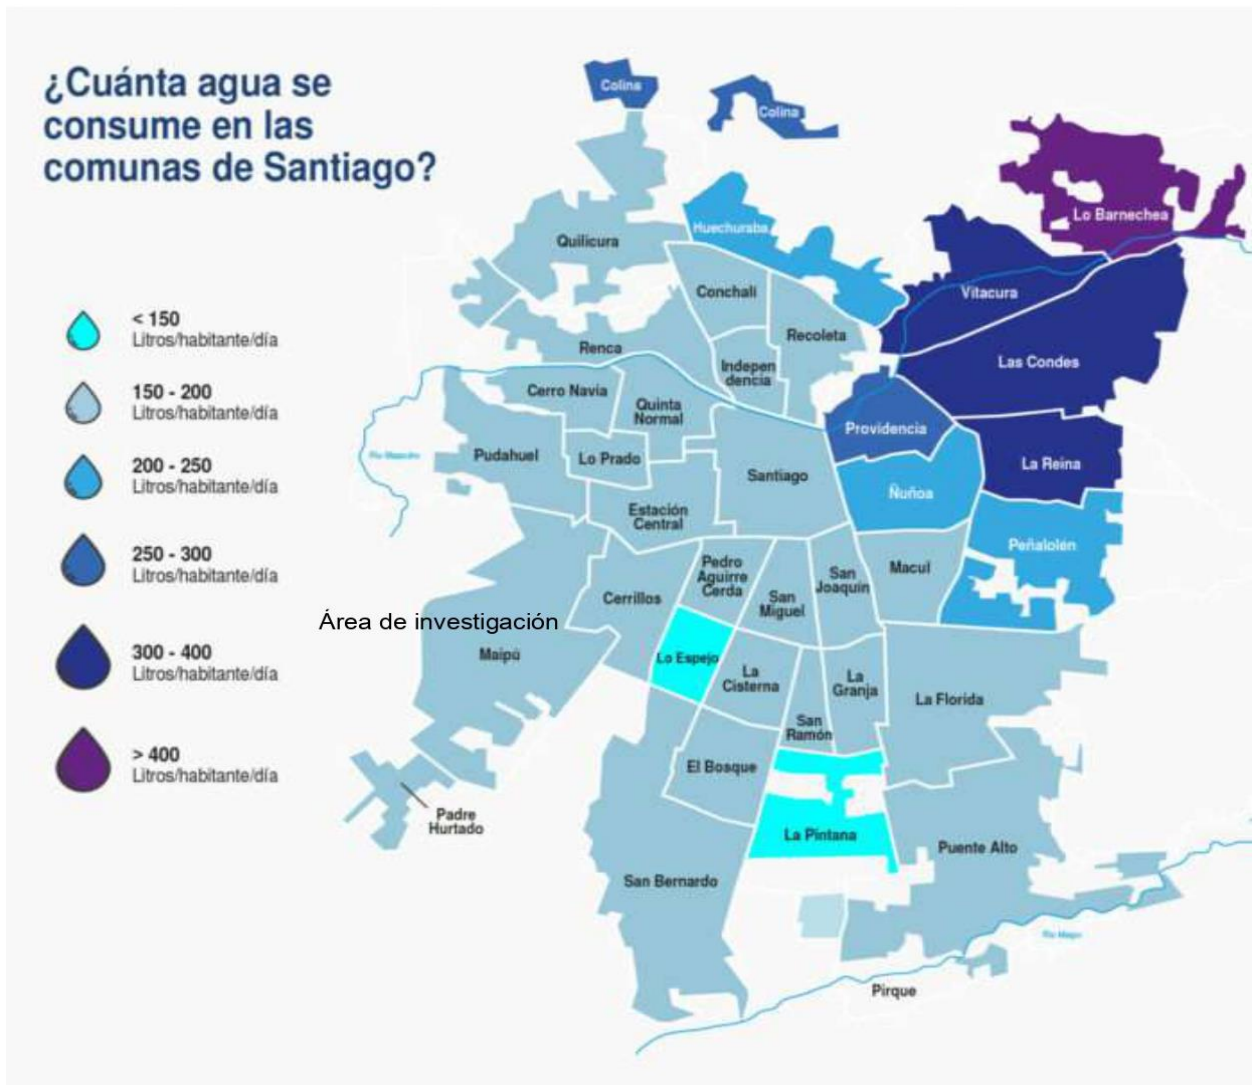 ¿Cuánta agua se
consume en las
comunas de Santiago?
< 150
Litros/habitante/día
150 - 200
Litros/habitante/día
200 - 250
Litros/habitante/día
250 - 300
Litros/habitante/día
300 - 400
Litros/habitante/día
> 400
Litros/habitante/día
Colina
Colina
Lo Barnechea
Huechuraba
Quilicura
Conchalí
Vitacura
Recoleta
Renca
Las Condes
Indepen
dencia
Cerro Navia
Quinta
Normal
Providencia
Pudahuel
Lo Prado
Santiago
La Reina
Ñuñoa
Estación
Central
Peñalolén
Pedro
Aguirre
Cerda
San
Joaquín
Macul
Cerrillos
San
Miguel
Área de investigación
Maipú
Lo Espejo
La
Cisterna
La
Granja
La Florida
San
Ramón
El Bosque
Padre
Hurtado
La Pintana
Puente Alto
San Bernardo
Río Maipo
Pirque